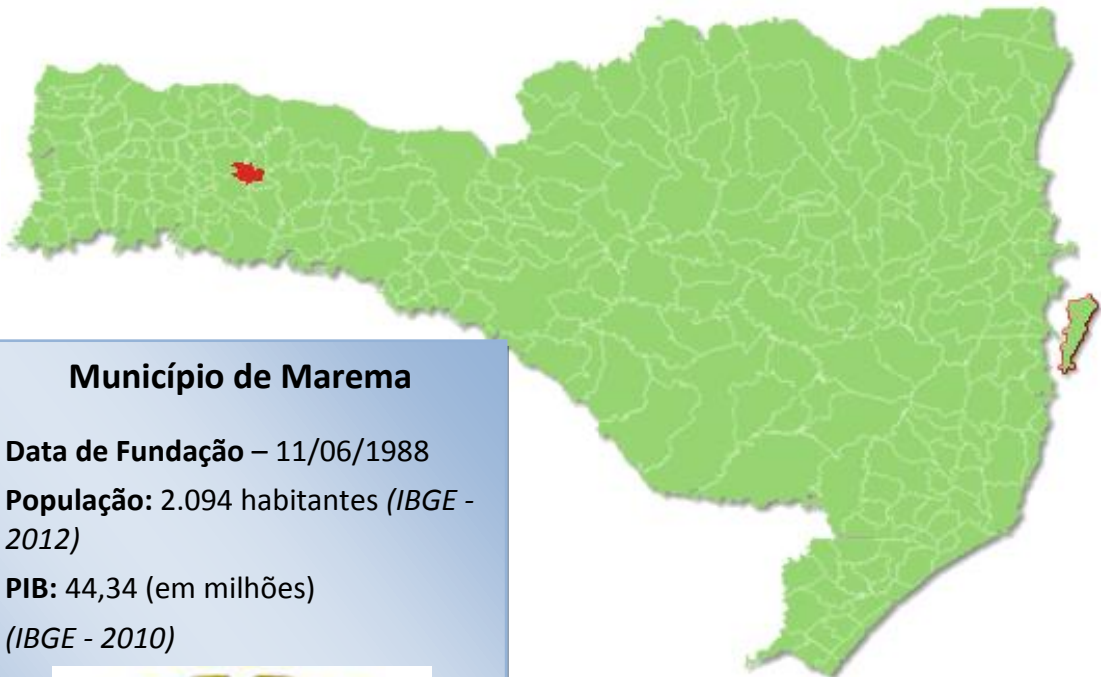 Município de Marema
Data de Fundação – 11/06/1988
População: 2.094 habitantes (IBGE -
2012)
PIB: 44,34 (em milhões)
(IBGE - 2010)